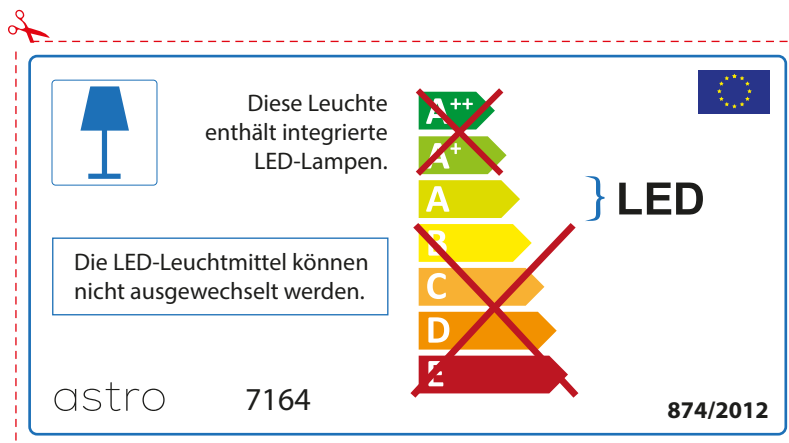 Diese Leuchte
enthält integrierte
LED-Lampen.
A++
A+
A
B
C
D
E
LED
Die LED-Leuchtmittel können
nicht ausgewechselt werden.
astro
7164
874/2012